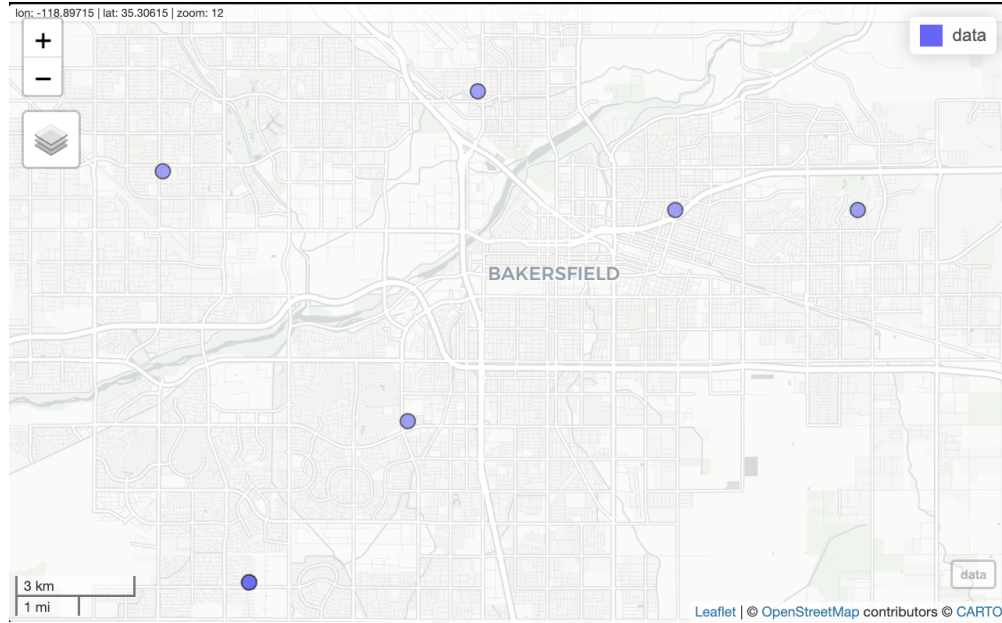 lon: -118.89715 | lat: 35.30615 | zoom: 12
+
−
data
BAKERSFIELD
3 km
1 mi
data
Leaflet | © OpenStreetMap contributors © CARTO